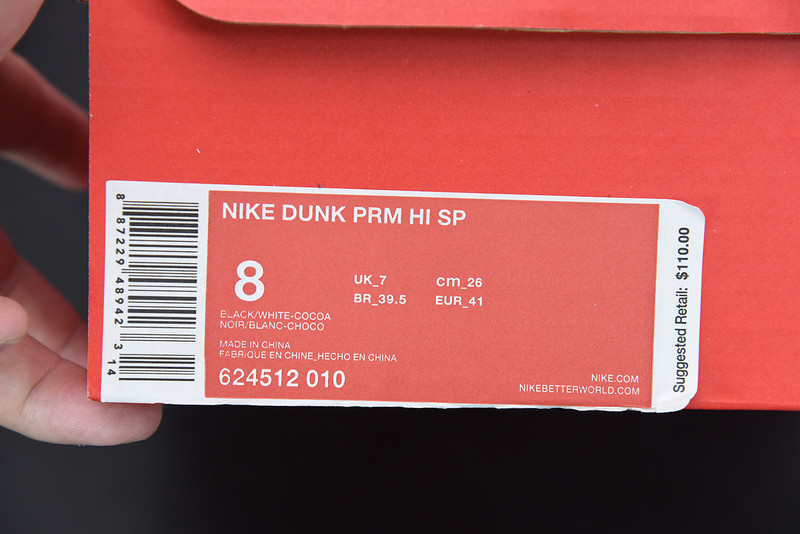 NIKE DUNK PRM HI SP
8
UK_7 cm_26
BR_39.5 EUR_41
BLACK/WHITE-COCOA
NOIR/BLANC-CHOCO
MADE IN CHINA
FABRIQUE EN CHINE_HECHO EN CHINA
624512 010
NIKE.COM
NIKEBETTERWORLD.COM
8 87229 48942 3 14
Suggested Retail: $110.00